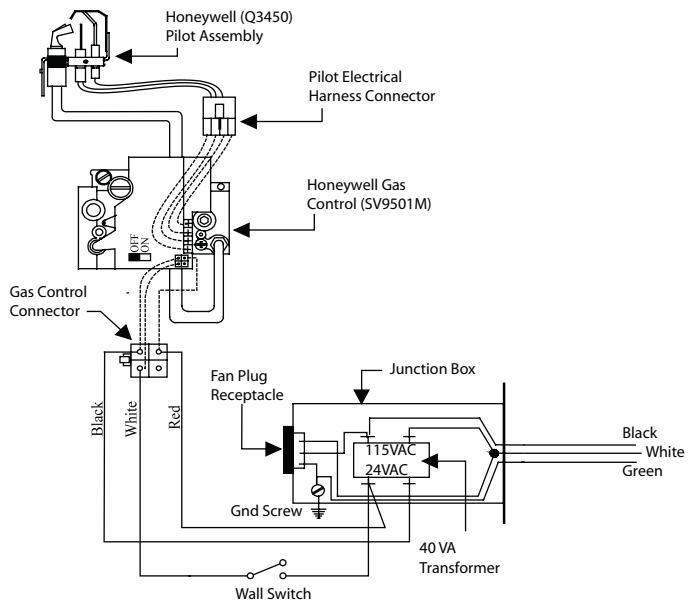 Honeywell (Q3450)
Pilot Assembly
Pilot Electrical
Harness Connector
Honeywell Gas
Control (SV9501M)
OFF
ON
Gas Control
Connector
Black
White
Red
Fan Plug
Receptacle
Junction Box
115VAC
24VAC
Black
White
Green
Gnd Screw
40 VA
Transformer
Wall Switch